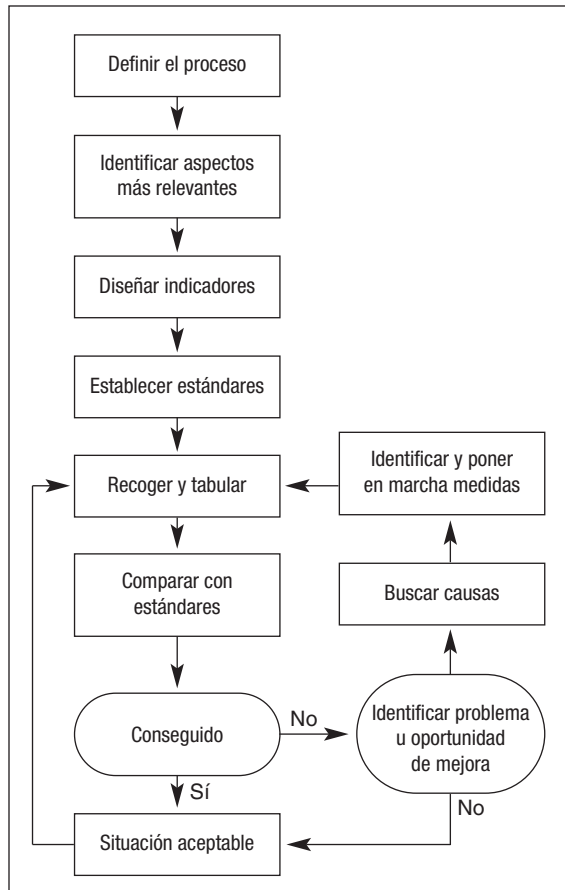 Definir el proceso
Identificar aspectos
más relevantes
Diseñar indicadores
Establecer estándares
Recoger y tabular
Identificar y poner
en marcha medidas
Comparar con
estándares
Buscar causas
Conseguido
No
Identificar problema
u oportunidad
de mejora
Sí
No
Situación aceptable